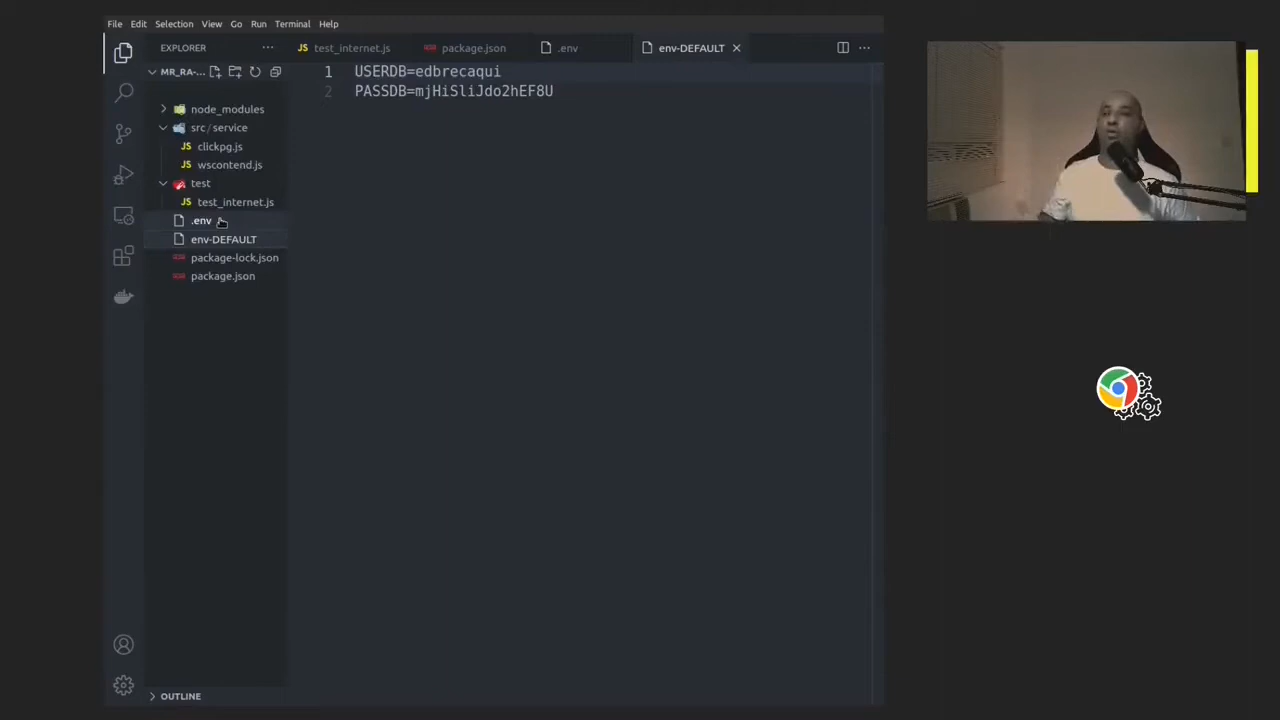 File Edit Selection View Go Run Terminal Help
EXPLORER
test_internet.js
package.json
.env
env-DEFAULT
MR_RA-...
node_modules
src / service
clickpg.js
wscontend.js
test
test_internet.js
.env
env-DEFAULT
package-lock.json
package.json
OUTLINE
1 USERDB=edbrecaqui
2 PASSDB=mjHiSliJdo2hEF8U